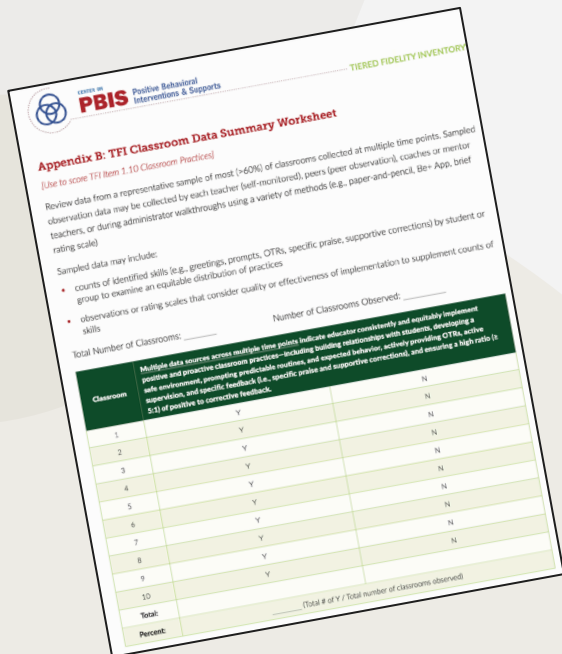 CENTER ON
PBIS
Positive Behavioral
Interventions & Supports
TIERED FIDELITY INVENTORY
Appendix B: TFI Classroom Data Summary Worksheet
[Use to score TFI Item 1.10 Classroom Practices]
Review data from a representative sample of most (>60%) of classrooms collected at multiple time points. Sampled
observation data may be collected by each teacher (self-monitored), peers (peer observation), coaches or mentor
teachers, or during administrator walkthroughs using a variety of methods (e.g., paper-and-pencil, Be+ App, brief
rating scale)
Sampled data may include:
• counts of identified skills (e.g., greetings, prompts, OTRs, specific praise, supportive corrections) by student or
group to examine an equitable distribution of practices
• observations or rating scales that consider quality or effectiveness of implementation to supplement counts of
skills
Total Number of Classrooms: ________ Number of Classrooms Observed: ________
Classroom
Multiple data sources across multiple time points indicate educator consistently and equitably implement
positive and proactive classroom practices—including building relationships with students, developing a
safe environment, prompting predictable routines, and expected behavior, actively providing OTRs, active
supervision, and specific feedback (i.e., specific praise and supportive corrections), and ensuring a high ratio (≥
5:1) of positive to corrective feedback.
1 Y N
2 Y N
3 Y N
4 Y N
5 Y N
6 Y N
7 Y N
8 Y N
9 Y N
10 Y N
Total:
Percent: ________ (Total # of Y / Total number of classrooms observed)